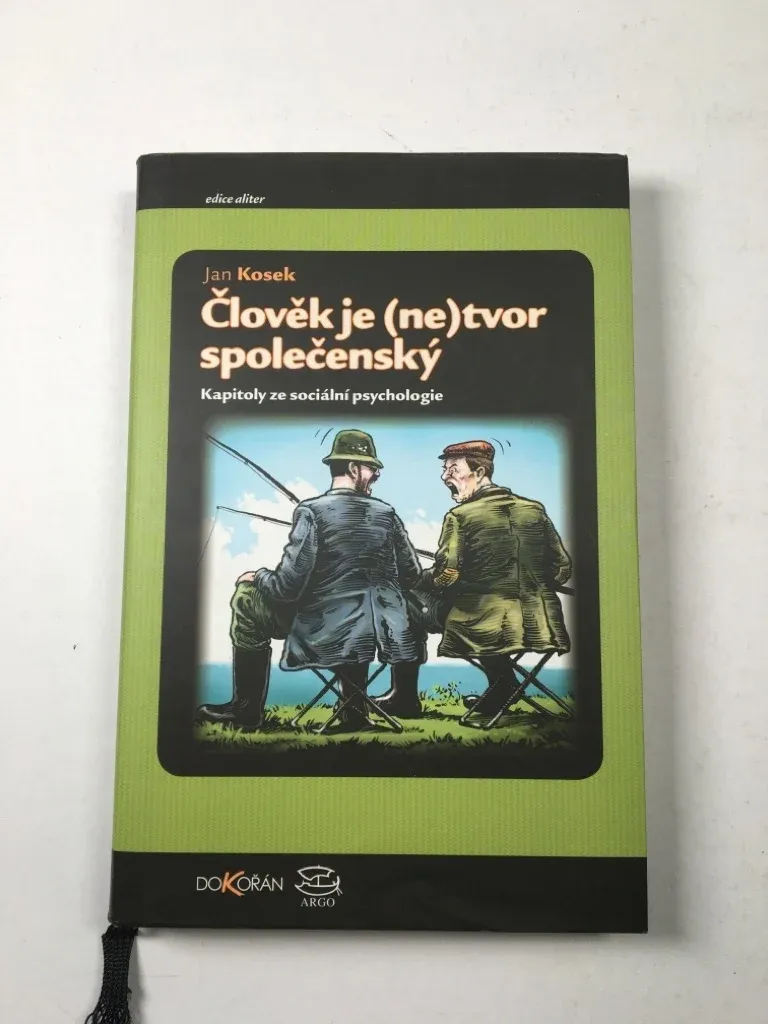 edice aliter
Jan Kosek
Člověk je (ne)tvor
společenský
Kapitoly ze sociální psychologie
DOKOŘÁN
ARGO